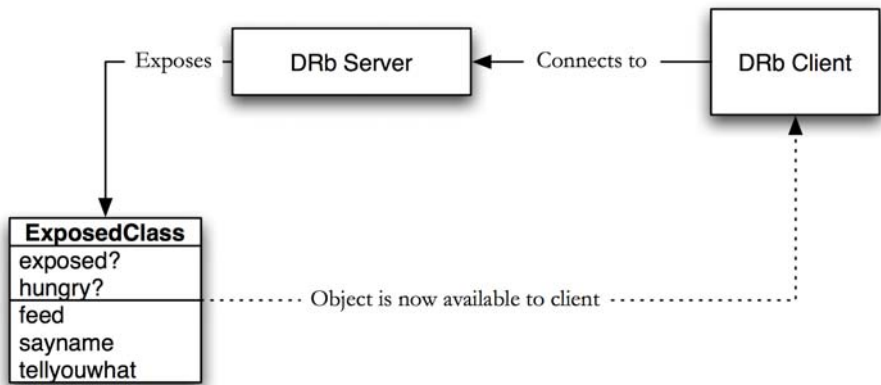 Exposes
DRb Server
Connects to
DRb Client
ExposedClass
exposed?
hungry?
feed
sayname
tellyouwhat
Object is now available to client